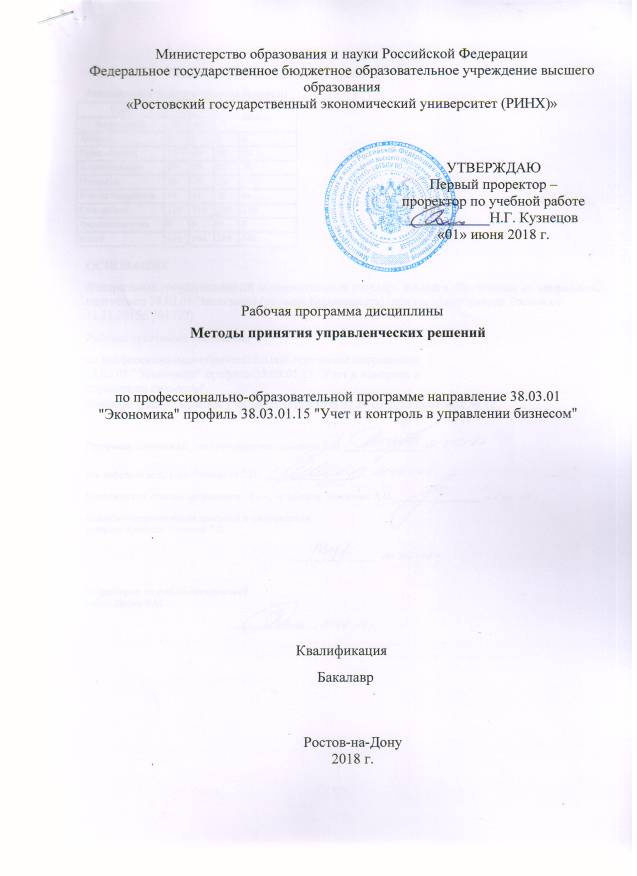 Министерство образования и науки Российской Федерации
Федеральное государственное бюджетное образовательное учреждение высшего
образования
«Ростовский государственный экономический университет (РИНХ)»
УТВЕРЖДАЮ
Первый проректор –
проректор по учебной работе
Н.Г. Кузнецов
«01» июня 2018 г.
Рабочая программа дисциплины
Методы принятия управленческих решений
по профессионально-образовательной программе направление 38.03.01
"Экономика" профиль 38.03.01.15 "Учет и контроль в управлении бизнесом"
Квалификация
Бакалавр
Ростов-на-Дону
2018 г.